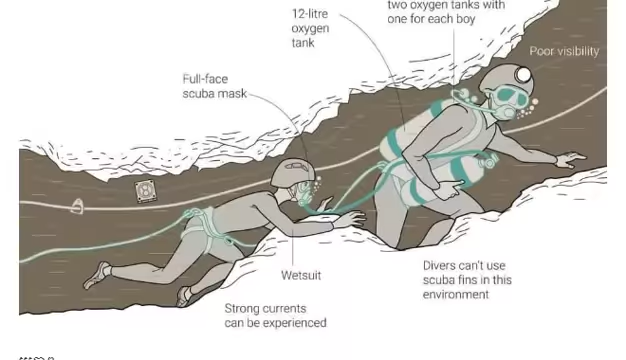 two oxygen tanks with
one for each boy
12-litre
oxygen
tank
Poor visibility
Full-face
scuba mask
Wetsuit
Divers can't use
scuba fins in this
environment
Strong currents
can be experienced